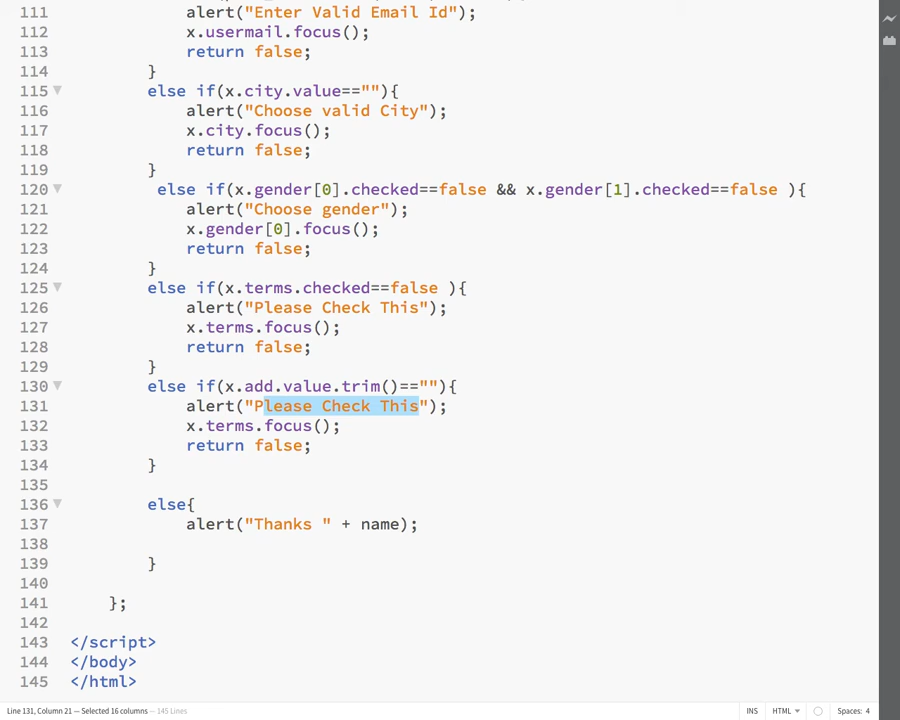 111 alert("Enter Valid Email Id");
112 x.usermail.focus();
113 return false;
114 }
115 else if(x.city.value==""){
116 alert("Choose valid City");
117 x.city.focus();
118 return false;
119 }
120 else if(x.gender[0].checked==false && x.gender[1].checked==false ){
121 alert("Choose gender");
122 x.gender[0].focus();
123 return false;
124 }
125 else if(x.terms.checked==false ){
126 alert("Please Check This");
127 x.terms.focus();
128 return false;
129 }
130 else if(x.add.value.trim()==""){
131 alert("Please Check This");
132 x.terms.focus();
133 return false;
134 }
135
136 else{
137 alert("Thanks " + name);
138
139 }
140
141 };
142
143 </script>
144 </body>
145 </html>
Line 131, Column 21 — Selected 16 columns — 145 Lines INS HTML Spaces: 4